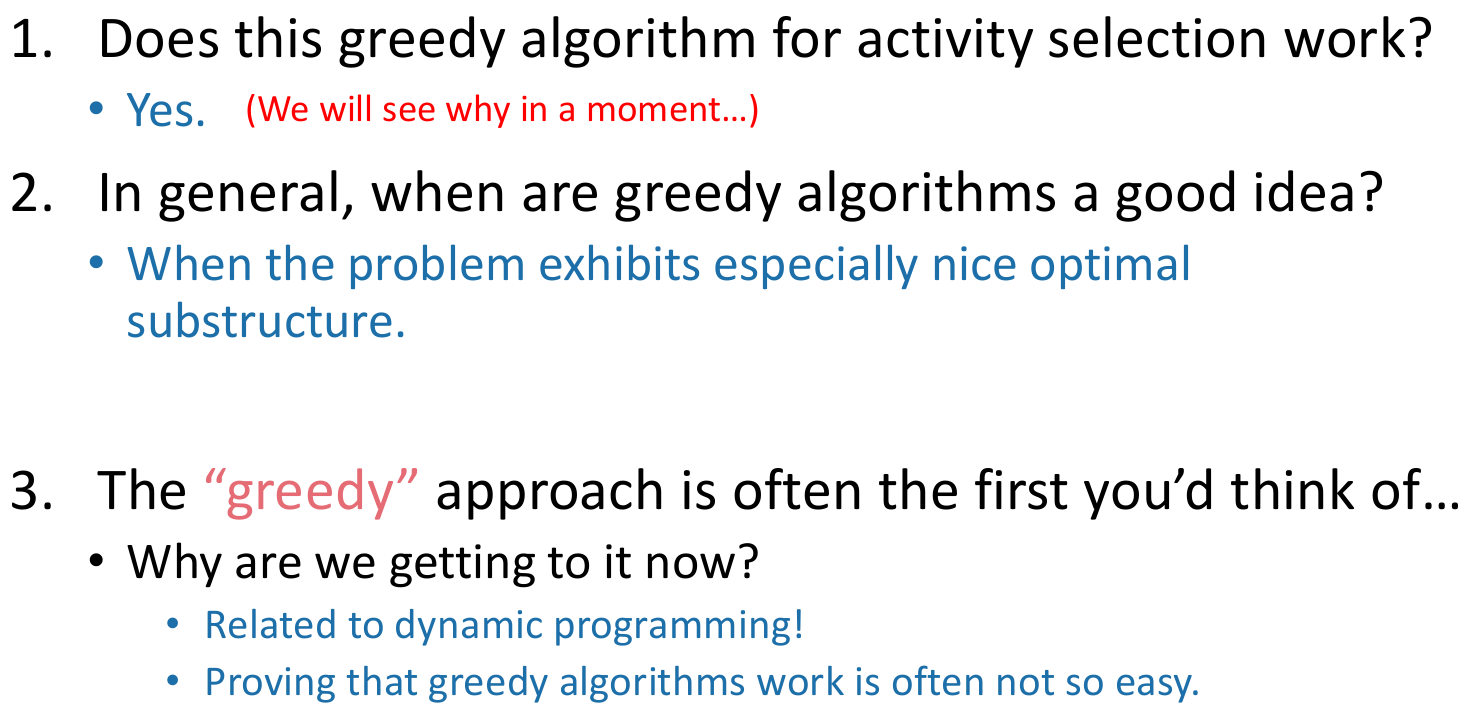 1. Does this greedy algorithm for activity selection work?
• Yes. (We will see why in a moment…)
2. In general, when are greedy algorithms a good idea?
• When the problem exhibits especially nice optimal
substructure.
3. The “greedy” approach is often the first you’d think of…
• Why are we getting to it now?
• Related to dynamic programming!
• Proving that greedy algorithms work is often not so easy.